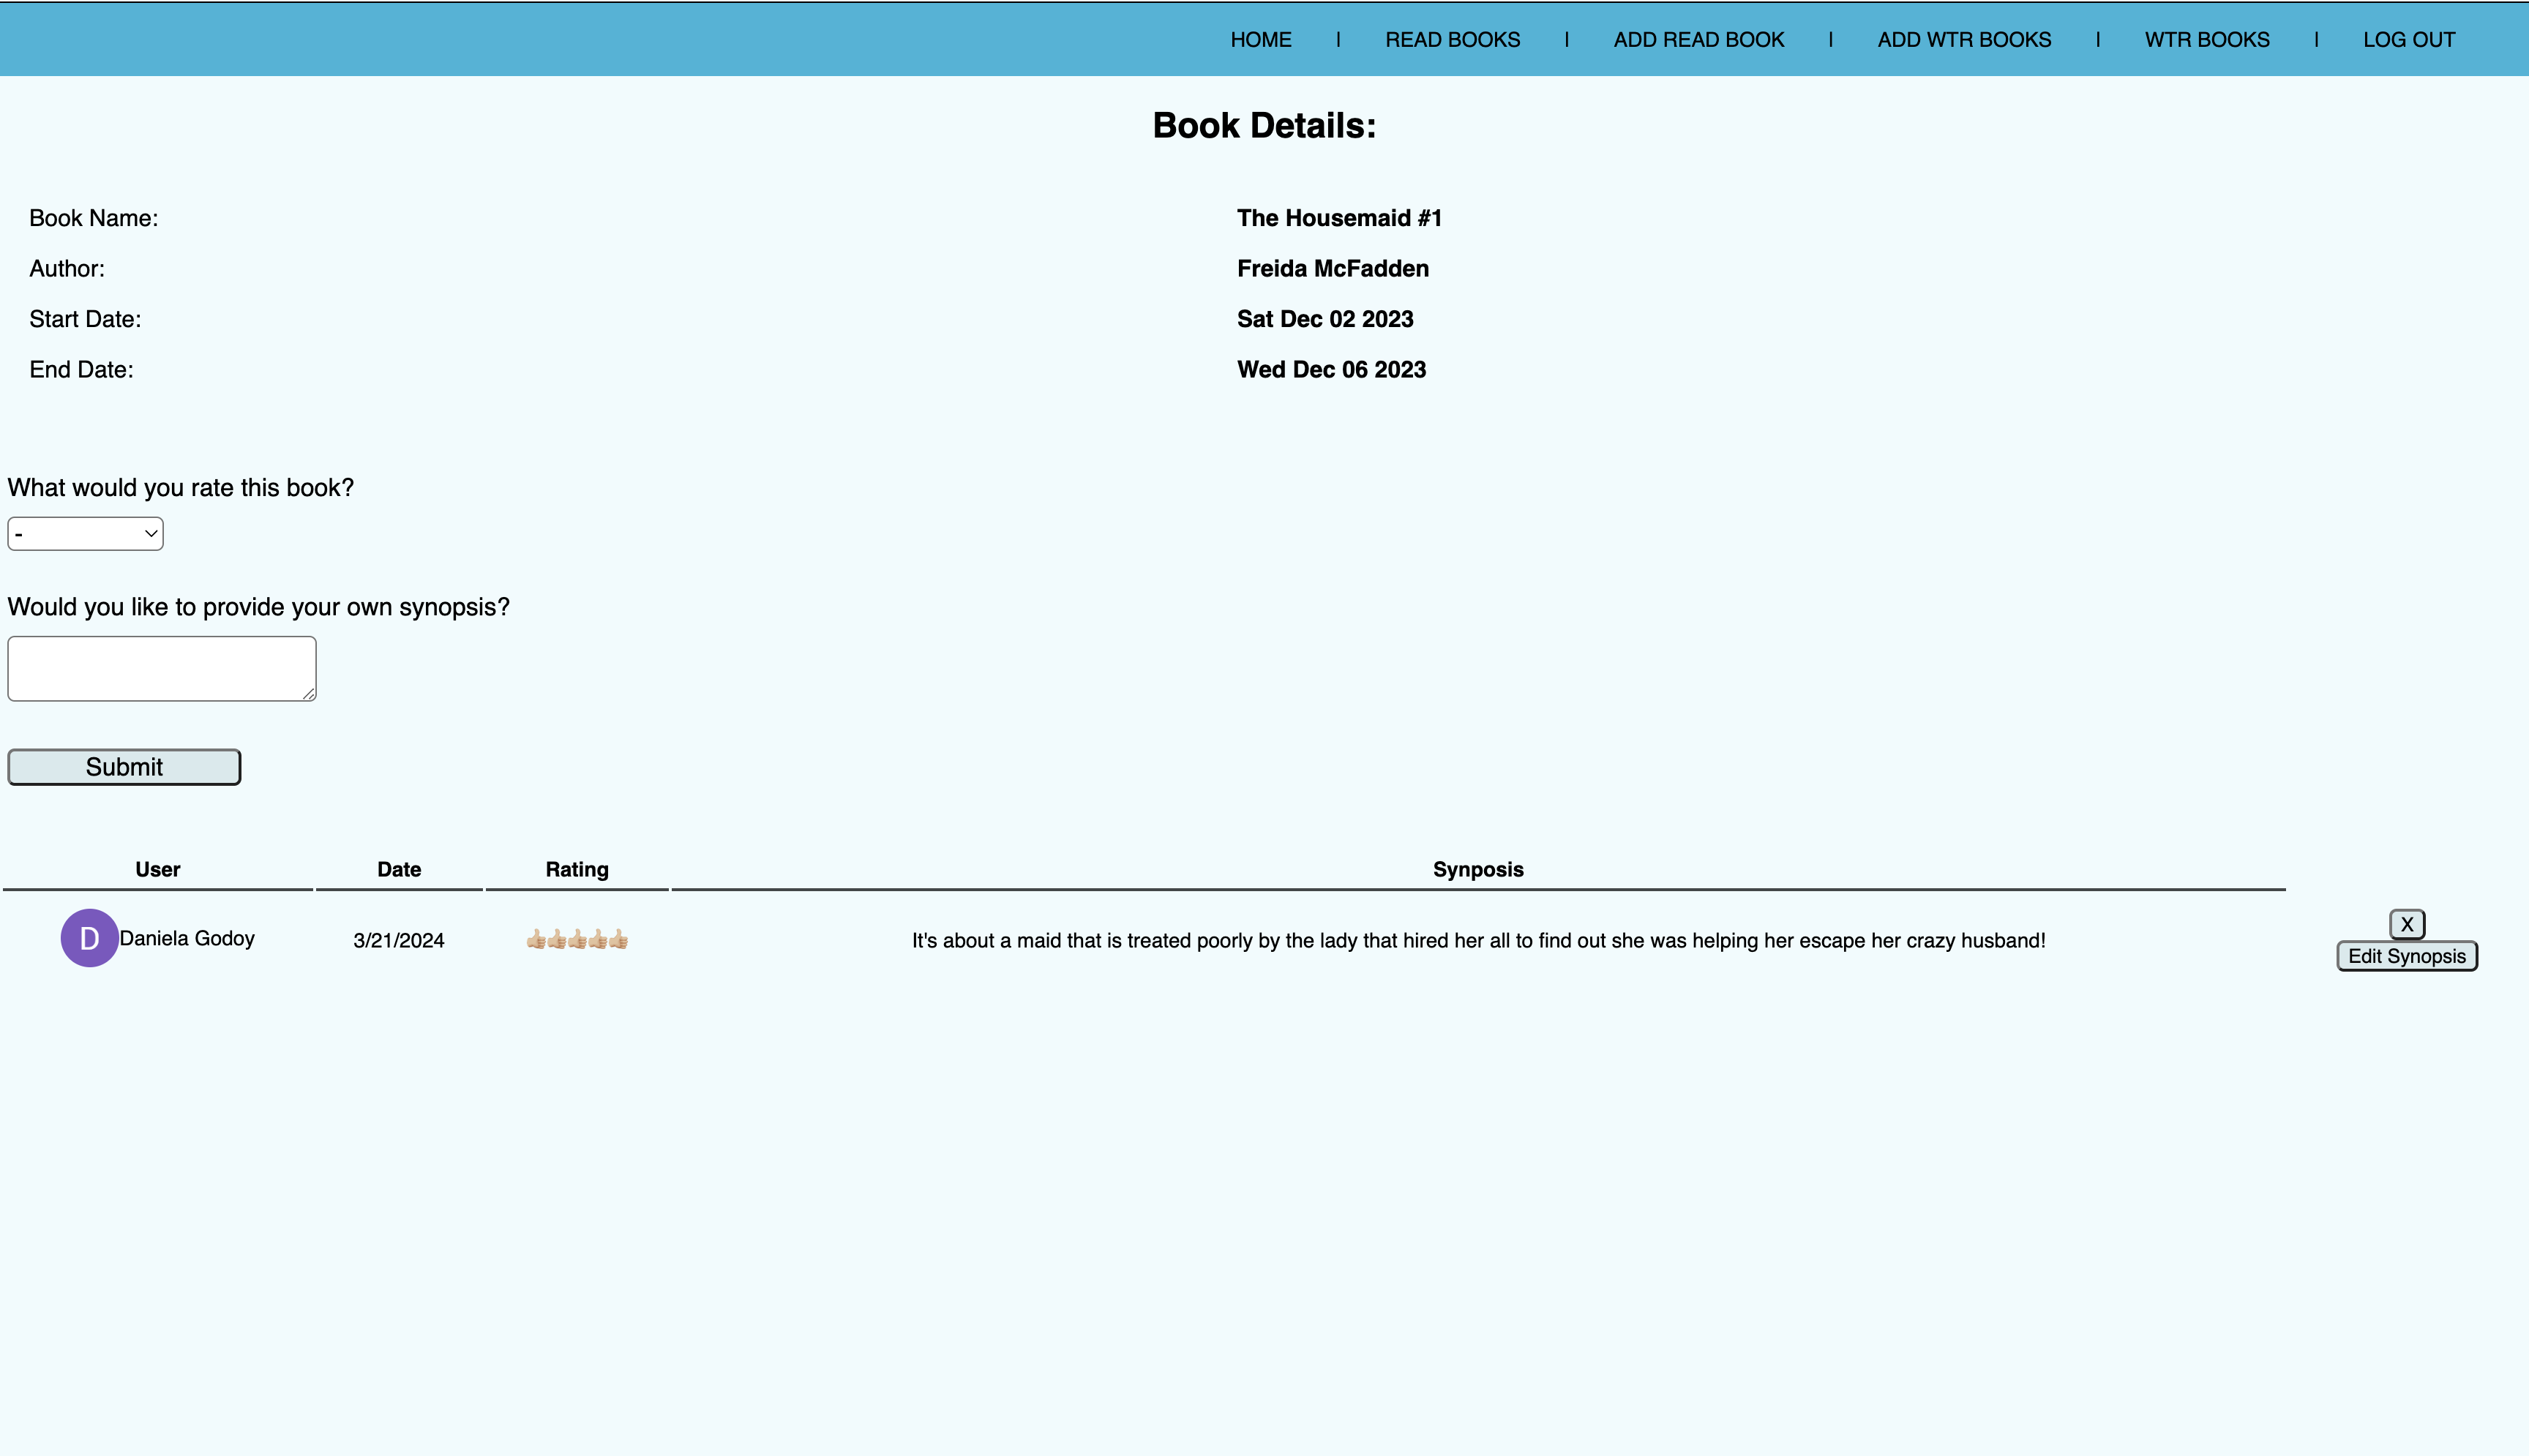 HOME | READ BOOKS | ADD READ BOOK | ADD WTR BOOKS | WTR BOOKS | LOG OUT
Book Details:
Book Name: The Housemaid #1
Author: Freida McFadden
Start Date: Sat Dec 02 2023
End Date: Wed Dec 06 2023
What would you rate this book?
-
Would you like to provide your own synopsis?
Submit
User Date Rating Synposis
D Daniela Godoy 3/21/2024 👍🏼👍🏼👍🏼👍🏼👍🏼 It's about a maid that is treated poorly by the lady that hired her all to find out she was helping her escape her crazy husband!
X
Edit Synopsis